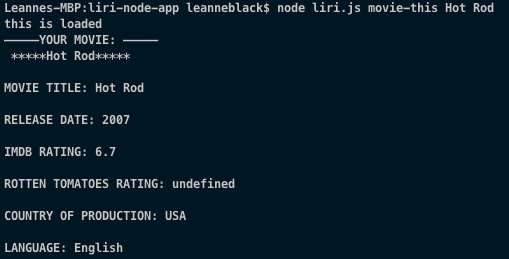 Leannes-MBP:liri-node-app leanneblack$ node liri.js movie-this Hot Rod
this is loaded
—————YOUR MOVIE: —————
*****Hot Rod*****
MOVIE TITLE: Hot Rod
RELEASE DATE: 2007
IMDB RATING: 6.7
ROTTEN TOMATOES RATING: undefined
COUNTRY OF PRODUCTION: USA
LANGUAGE: English